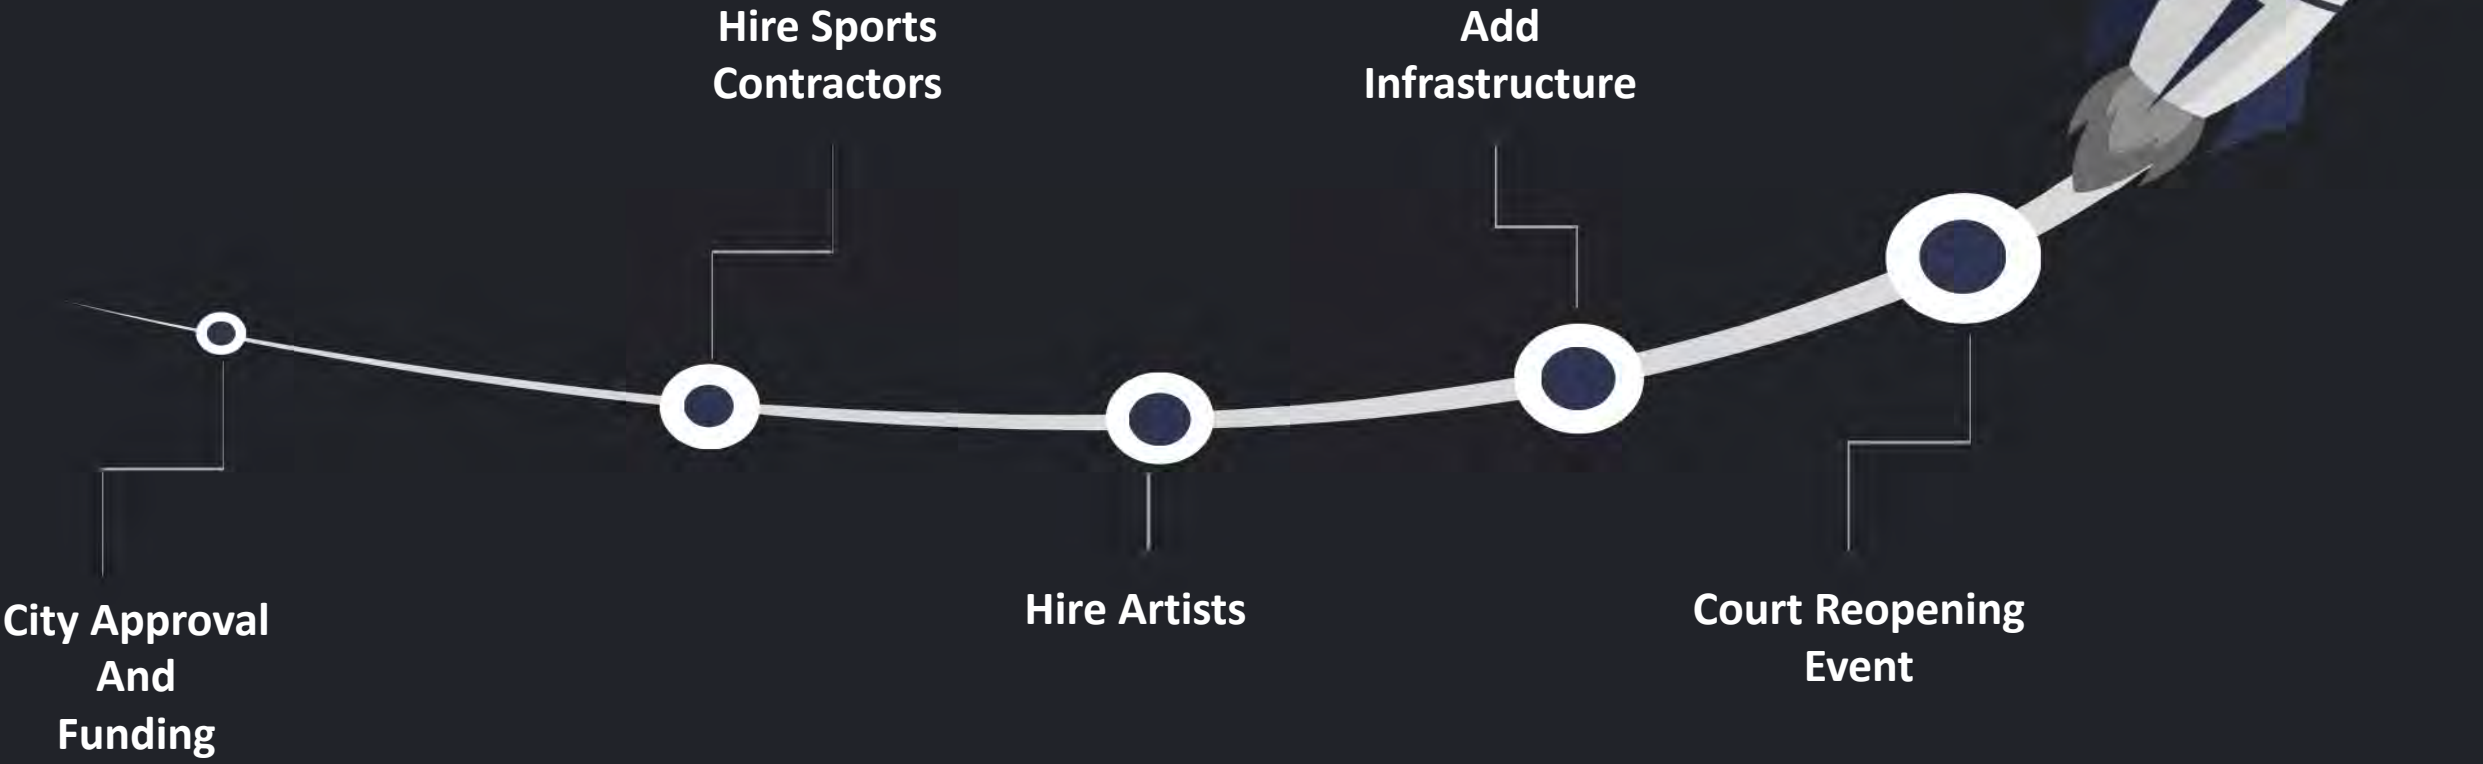 Hire Sports
Contractors
Add
Infrastructure
City Approval
And
Funding
Hire Artists
Court Reopening
Event